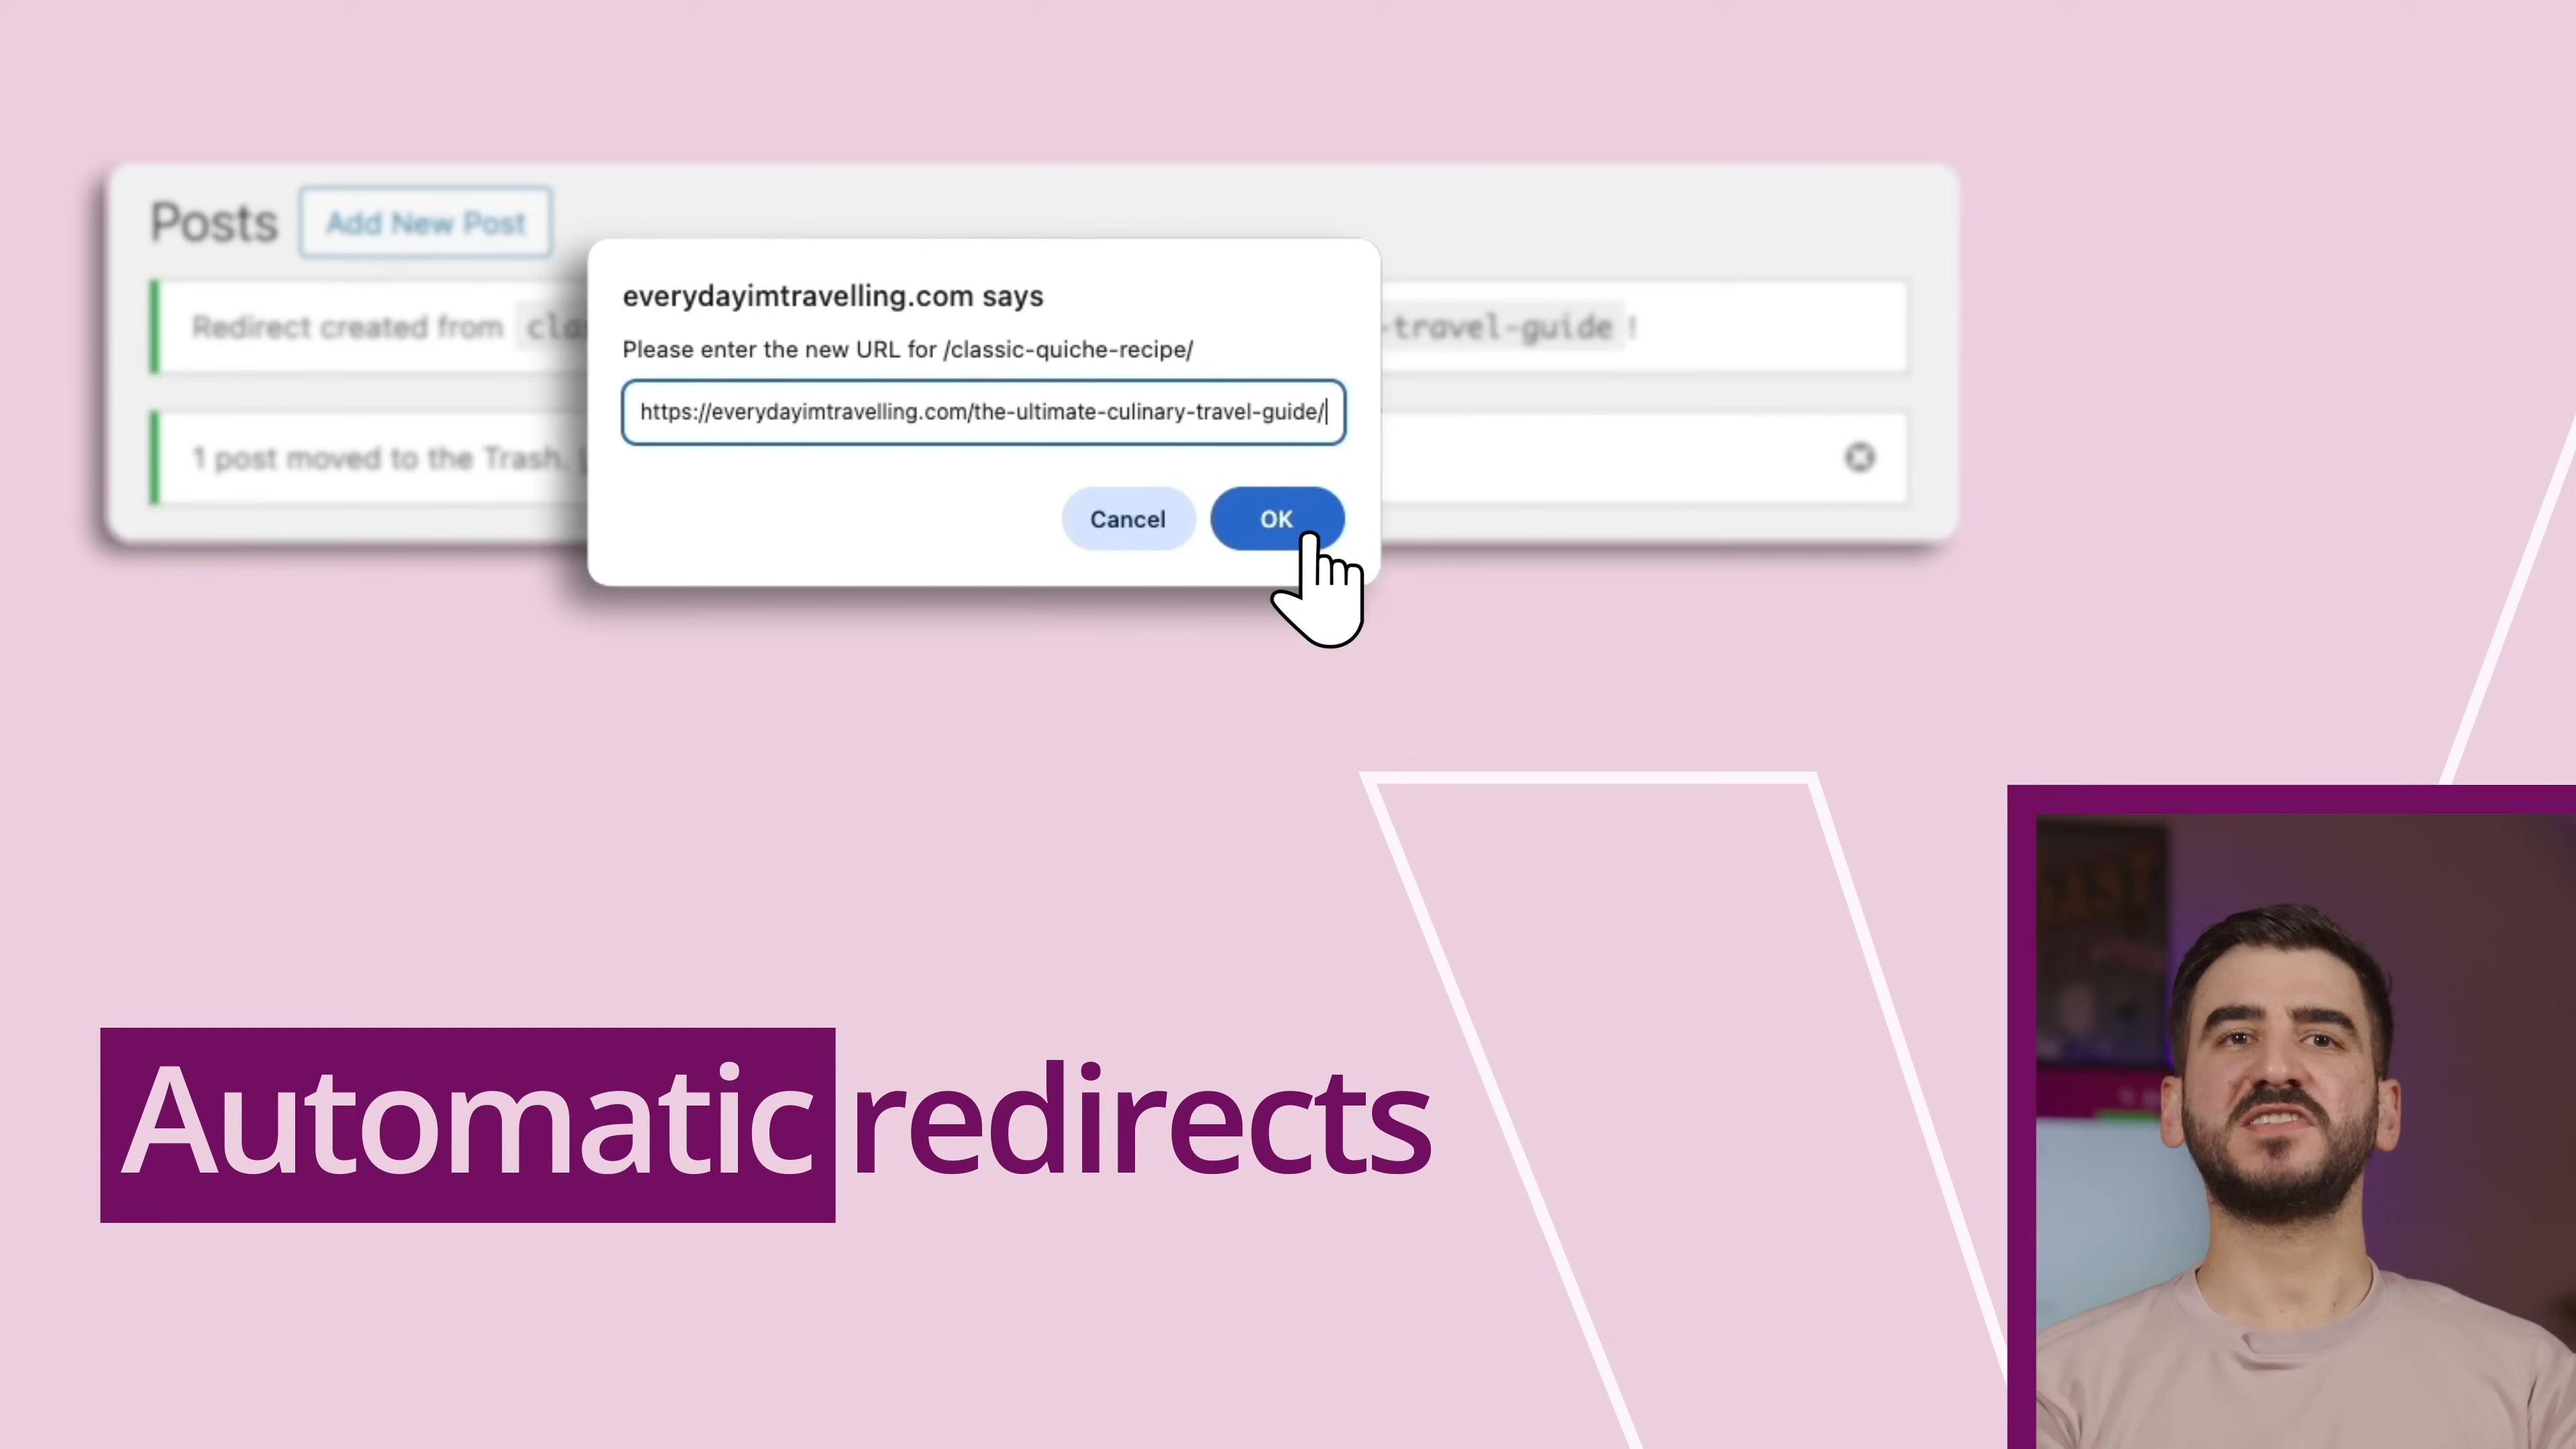 Posts Add New Post
everydayimtravelling.com says
Redirect created from -travel-guide !
Please enter the new URL for /classic-quiche-recipe/
https://everydayimtravelling.com/the-ultimate-culinary-travel-guide/
1 post moved to the Trash.
Cancel OK
Automatic redirects